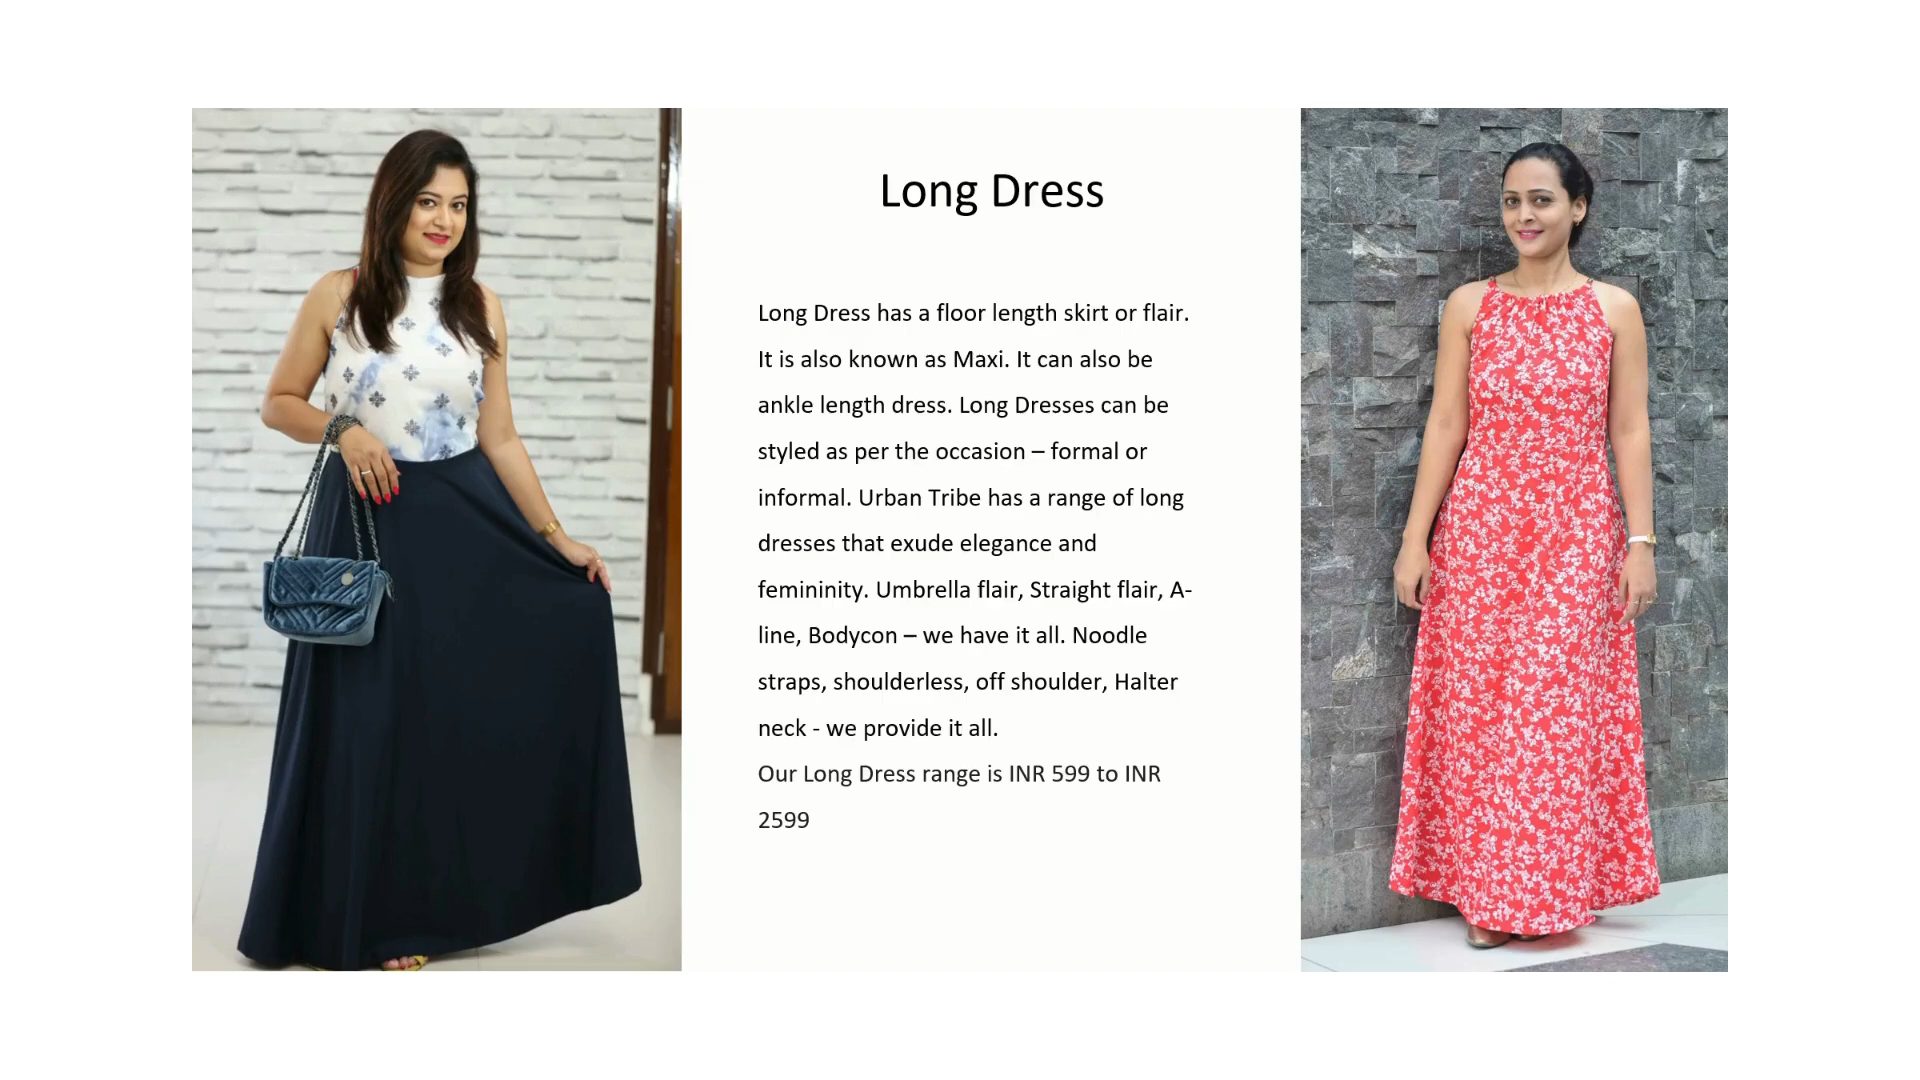 Long Dress
Long Dress has a floor length skirt or flair.
It is also known as Maxi. It can also be
ankle length dress. Long Dresses can be
styled as per the occasion – formal or
informal. Urban Tribe has a range of long
dresses that exude elegance and
femininity. Umbrella flair, Straight flair, A-
line, Bodycon – we have it all. Noodle
straps, shoulderless, off shoulder, Halter
neck - we provide it all.
Our Long Dress range is INR 599 to INR
2599